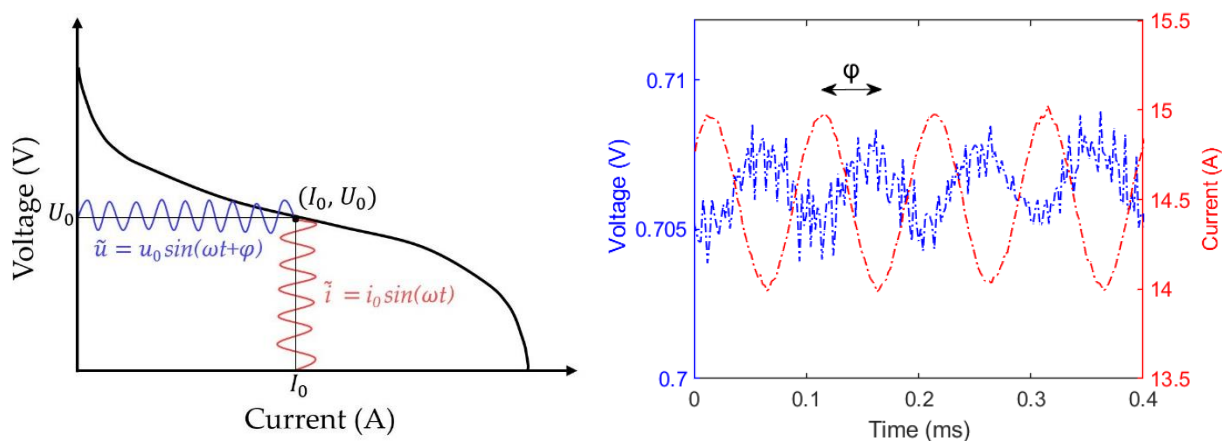 Voltage (V)
U₀
(I₀, U₀)
ũ = u₀ sin(ωt+φ)
ĩ = i₀ sin(ωt)
I₀
Current (A)
Voltage (V)
0.71
0.705
0.7
φ
15.5
15
14.5
14
13.5
Current (A)
0
0.1
0.2
0.3
0.4
Time (ms)